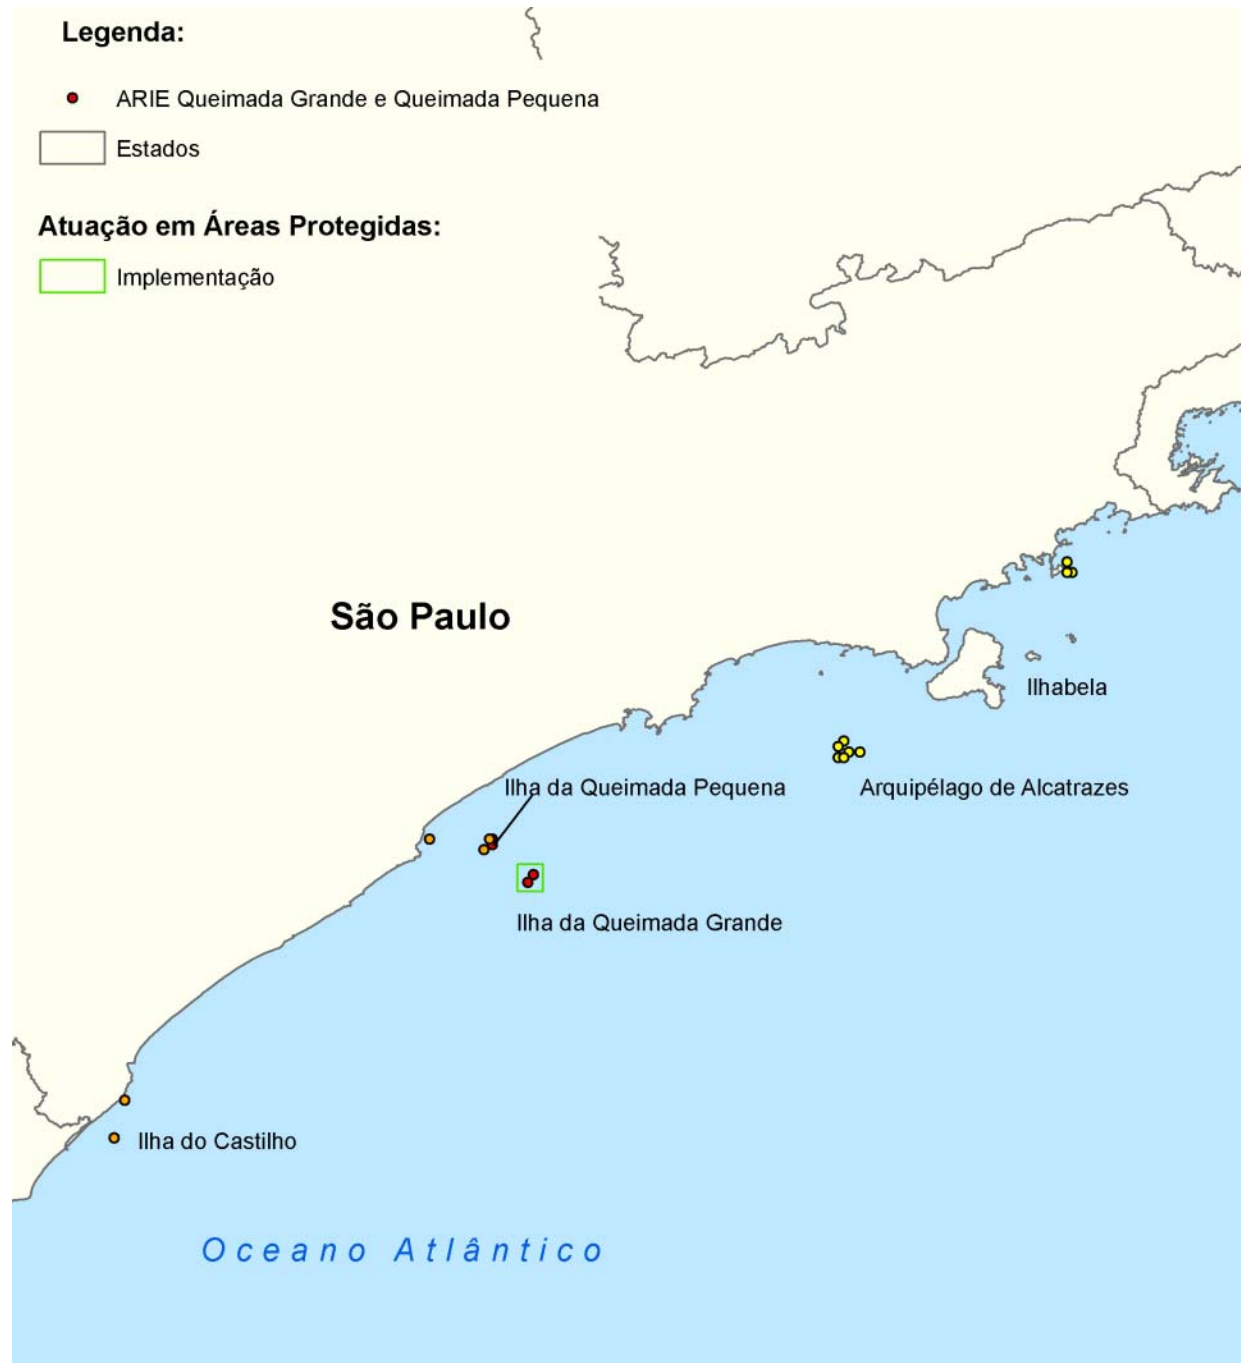 Legenda:
ARIE Queimada Grande e Queimada Pequena
Estados
Atuação em Áreas Protegidas:
Implementação
São Paulo
Ilhabela
Ilha da Queimada Pequena
Arquipélago de Alcatrazes
Ilha da Queimada Grande
Ilha do Castilho
Oceano Atlântico